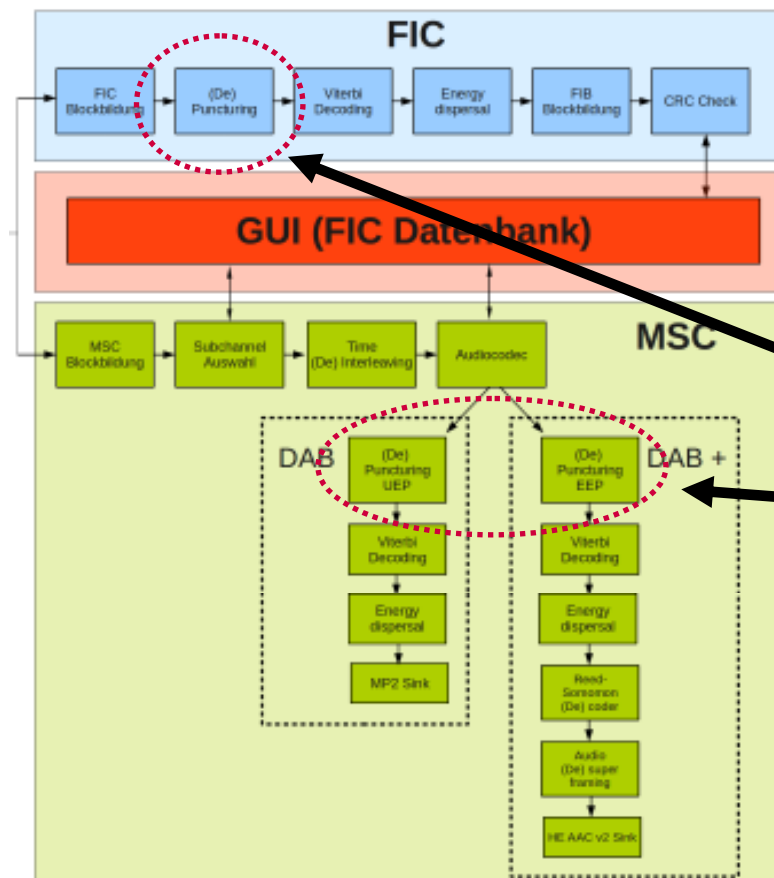 FIC
FIC
Blockbildung
(De)
Puncturing
Viterbi
Decoding
Energy
dispersal
FIB
Blockbildung
CRC Check
GUI (FIC Datenbank)
MSC
MSC
Blockbildung
Subchannel
Auswahl
Time
(De) Interleaving
Audiocodec
DAB
(De)
Puncturing
UEP
Viterbi
Decoding
Energy
dispersal
MP2 Sink
DAB +
(De)
Puncturing
EEP
Viterbi
Decoding
Energy
dispersal
Reed-
Somomon
(De) coder
Audio
(De) super
framing
HE AAC v2 Sink